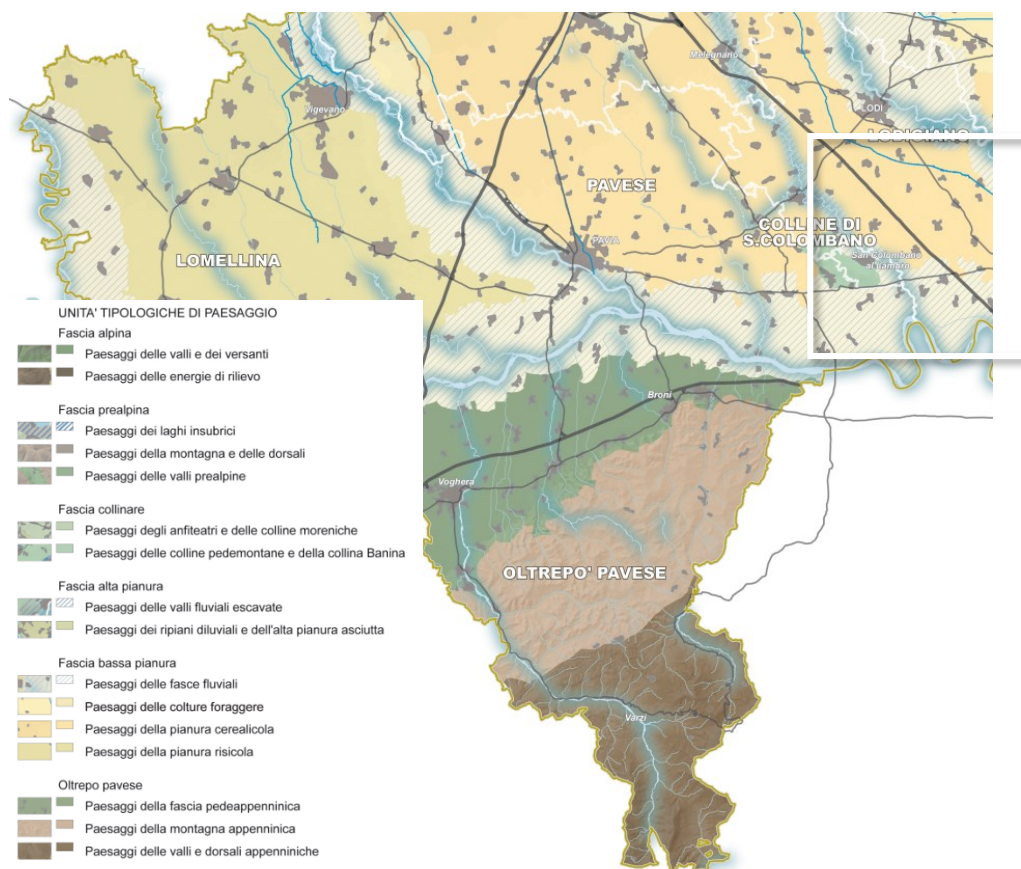 Melegnano
Vigevano
LODI
LODIGIANO
PAVESE
COLLINE DI
S.COLOMBANO
PAVIA
San Colombano
al Lambro
LOMELLINA
UNITA' TIPOLOGICHE DI PAESAGGIO
Fascia alpina
Paesaggi delle valli e dei versanti
Paesaggi delle energie di rilievo
Fascia prealpina
Paesaggi dei laghi insubrici
Paesaggi della montagna e delle dorsali
Paesaggi delle valli prealpine
Fascia collinare
Paesaggi degli anfiteatri e delle colline moreniche
Paesaggi delle colline pedemontane e della collina Banina
Fascia alta pianura
Paesaggi delle valli fluviali escavate
Paesaggi dei ripiani diluviali e dell'alta pianura asciutta
Fascia bassa pianura
Paesaggi delle fasce fluviali
Paesaggi delle colture foraggere
Paesaggi della pianura cerealicola
Paesaggi della pianura risicola
Oltrepo pavese
Paesaggi della fascia pedeappenninica
Paesaggi della montagna appenninica
Paesaggi delle valli e dorsali appenniniche
Broni
Voghera
OLTREPO' PAVESE
Varzi